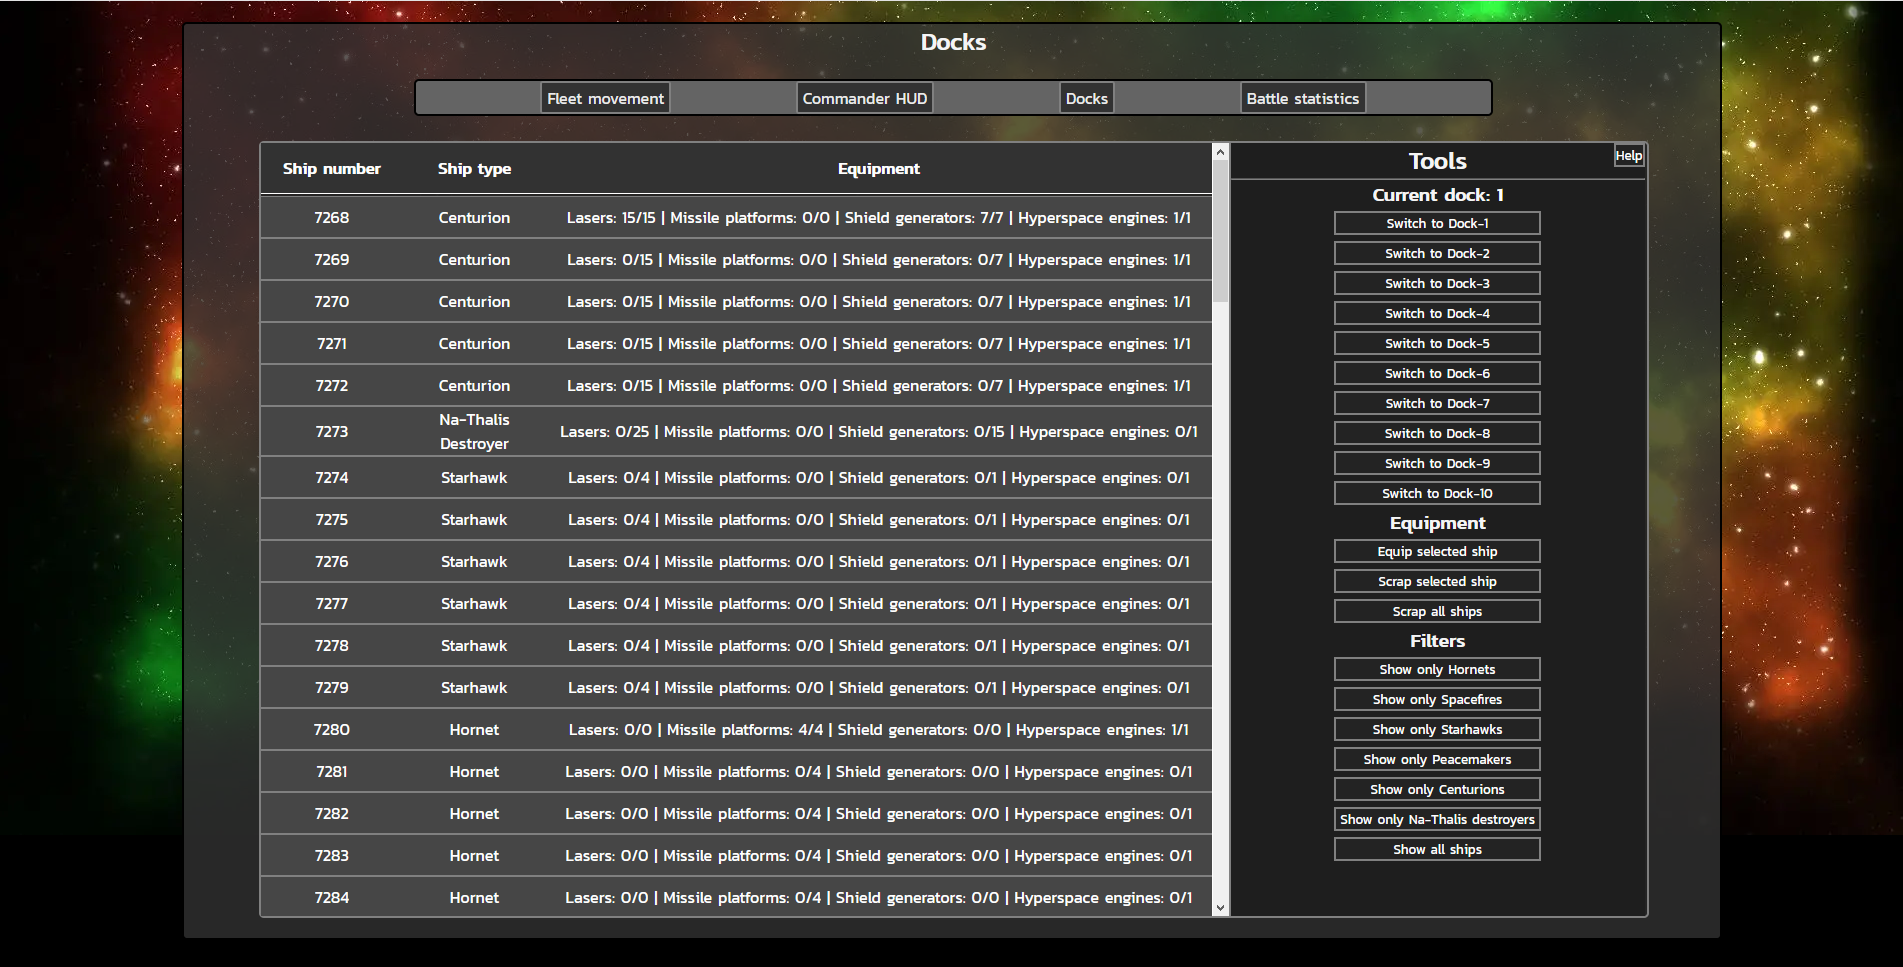 Docks
Fleet movement Commander HUD Docks Battle statistics
Ship number Ship type Equipment
7268 Centurion Lasers: 15/15 | Missile platforms: 0/0 | Shield generators: 7/7 | Hyperspace engines: 1/1
7269 Centurion Lasers: 0/15 | Missile platforms: 0/0 | Shield generators: 0/7 | Hyperspace engines: 1/1
7270 Centurion Lasers: 0/15 | Missile platforms: 0/0 | Shield generators: 0/7 | Hyperspace engines: 1/1
7271 Centurion Lasers: 0/15 | Missile platforms: 0/0 | Shield generators: 0/7 | Hyperspace engines: 1/1
7272 Centurion Lasers: 0/15 | Missile platforms: 0/0 | Shield generators: 0/7 | Hyperspace engines: 1/1
Na-Thalis
7273 Destroyer Lasers: 0/25 | Missile platforms: 0/0 | Shield generators: 0/15 | Hyperspace engines: 0/1
7274 Starhawk Lasers: 0/4 | Missile platforms: 0/0 | Shield generators: 0/1 | Hyperspace engines: 0/1
7275 Starhawk Lasers: 0/4 | Missile platforms: 0/0 | Shield generators: 0/1 | Hyperspace engines: 0/1
7276 Starhawk Lasers: 0/4 | Missile platforms: 0/0 | Shield generators: 0/1 | Hyperspace engines: 0/1
7277 Starhawk Lasers: 0/4 | Missile platforms: 0/0 | Shield generators: 0/1 | Hyperspace engines: 0/1
7278 Starhawk Lasers: 0/4 | Missile platforms: 0/0 | Shield generators: 0/1 | Hyperspace engines: 0/1
7279 Starhawk Lasers: 0/4 | Missile platforms: 0/0 | Shield generators: 0/1 | Hyperspace engines: 0/1
7280 Hornet Lasers: 0/0 | Missile platforms: 4/4 | Shield generators: 0/0 | Hyperspace engines: 1/1
7281 Hornet Lasers: 0/0 | Missile platforms: 0/4 | Shield generators: 0/0 | Hyperspace engines: 0/1
7282 Hornet Lasers: 0/0 | Missile platforms: 0/4 | Shield generators: 0/0 | Hyperspace engines: 0/1
7283 Hornet Lasers: 0/0 | Missile platforms: 0/4 | Shield generators: 0/0 | Hyperspace engines: 0/1
7284 Hornet Lasers: 0/0 | Missile platforms: 0/4 | Shield generators: 0/0 | Hyperspace engines: 0/1
Tools
Help
Current dock: 1
Switch to Dock-1
Switch to Dock-2
Switch to Dock-3
Switch to Dock-4
Switch to Dock-5
Switch to Dock-6
Switch to Dock-7
Switch to Dock-8
Switch to Dock-9
Switch to Dock-10
Equipment
Equip selected ship
Scrap selected ship
Scrap all ships
Filters
Show only Hornets
Show only Spacefires
Show only Starhawks
Show only Peacemakers
Show only Centurions
Show only Na-Thalis destroyers
Show all ships